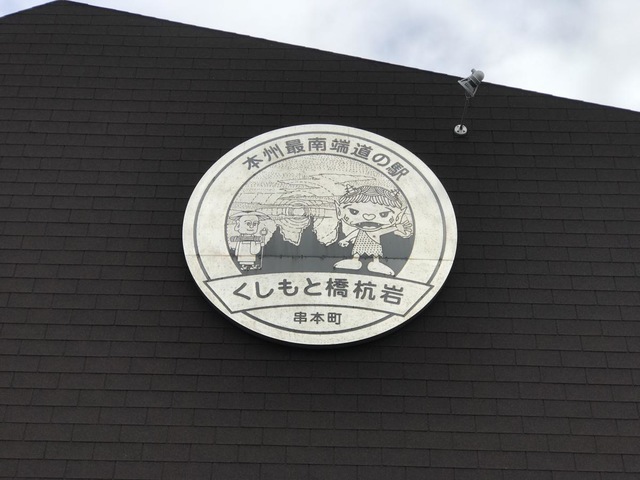 本州最南端道の駅
くしもと橋杭岩
串本町